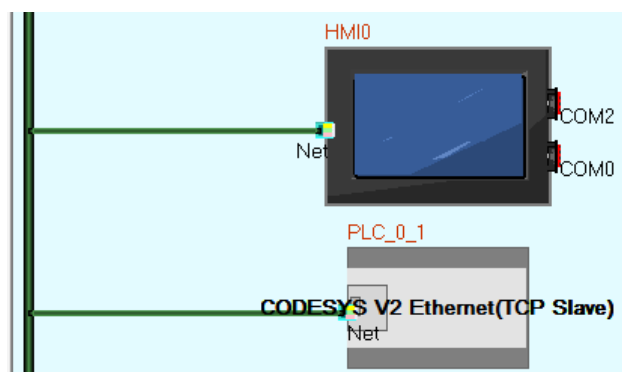 HMI0
COM2
Net
COM0
PLC_0_1
CODESYS V2 Ethernet(TCP Slave)
Net